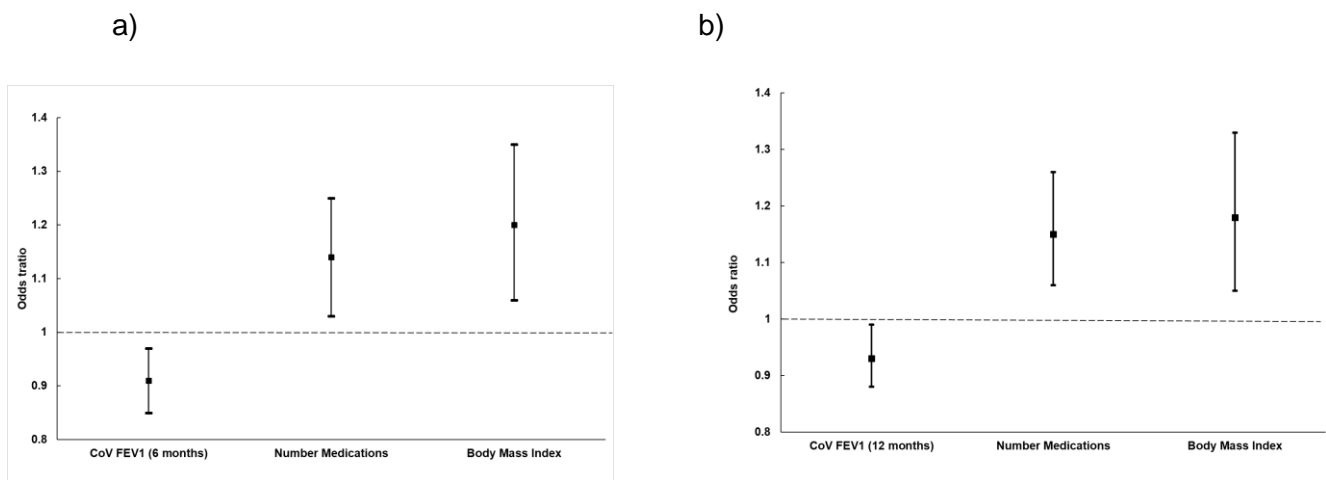 a)
1.4
1.3
1.2
1.1
1
0.9
0.8
Odds tratio
CoV FEV1 (6 months) Number Medications Body Mass Index
b)
1.4
1.3
1.2
1.1
1
0.9
0.8
Odds ratio
CoV FEV1 (12 months) Number Medications Body Mass Index